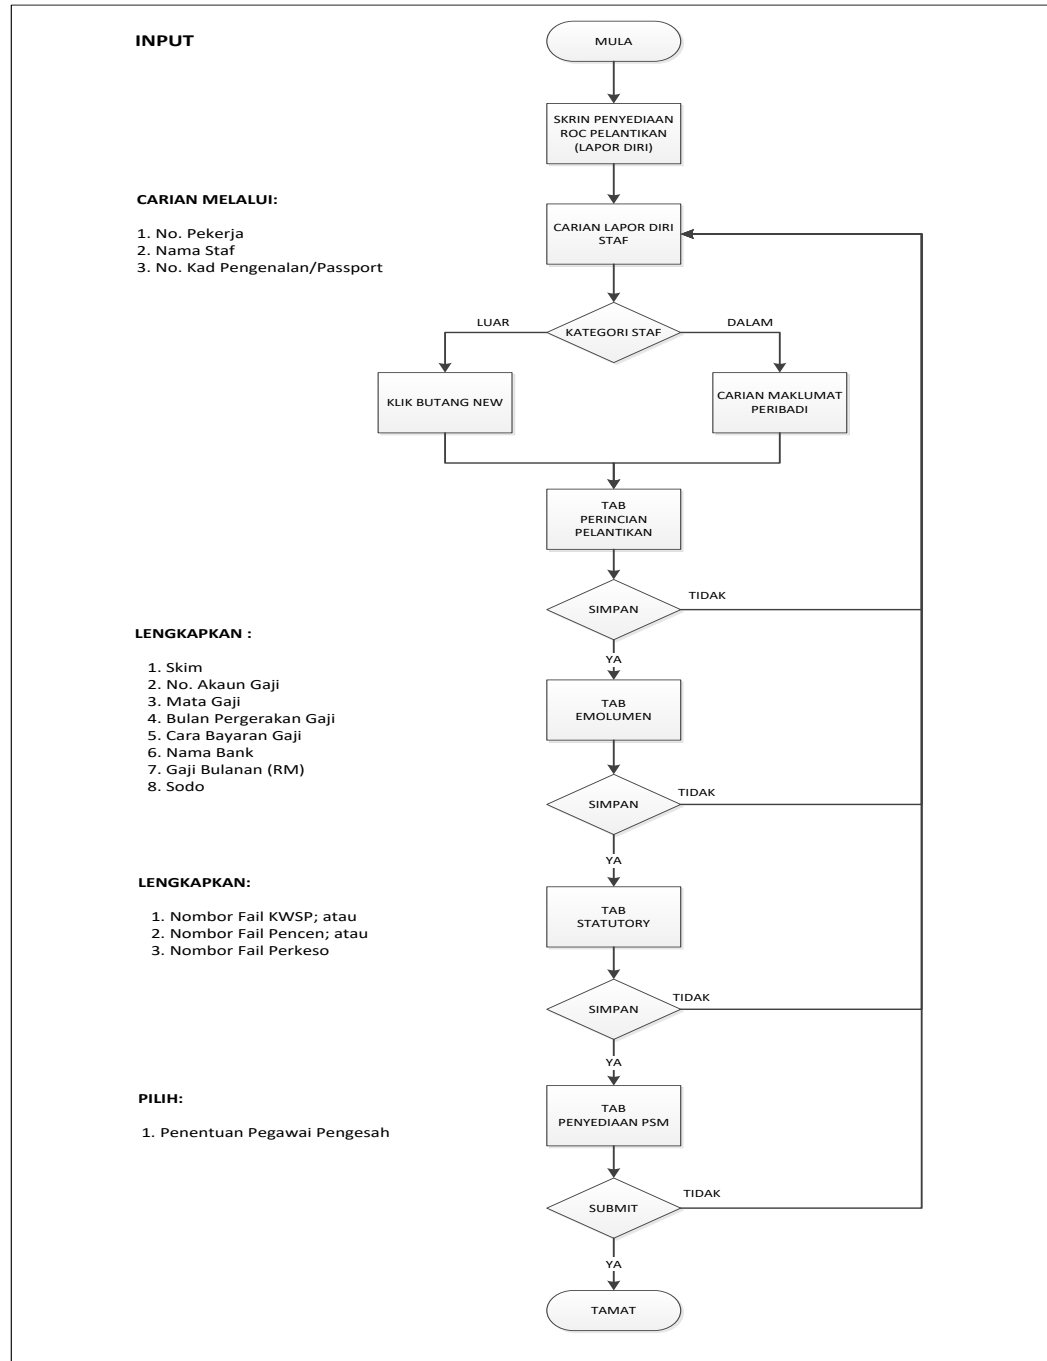 INPUT
MULA
SKRIN PENYEDIAAN
ROC PELANTIKAN
(LAPOR DIRI)
CARIAN MELALUI:
1. No. Pekerja
2. Nama Staf
3. No. Kad Pengenalan/Passport
CARIAN LAPOR DIRI
STAF
KATEGORI STAF
LUAR
DALAM
KLIK BUTANG NEW
CARIAN MAKLUMAT
PERIBADI
TAB
PERINCIAN
PELANTIKAN
SIMPAN
TIDAK
YA
LENGKAPKAN :
1. Skim
2. No. Akaun Gaji
3. Mata Gaji
4. Bulan Pergerakan Gaji
5. Cara Bayaran Gaji
6. Nama Bank
7. Gaji Bulanan (RM)
8. Sodo
TAB
EMOLUMEN
SIMPAN
TIDAK
YA
LENGKAPKAN:
1. Nombor Fail KWSP; atau
2. Nombor Fail Pencen; atau
3. Nombor Fail Perkeso
TAB
STATUTORY
SIMPAN
TIDAK
YA
PILIH:
1. Penentuan Pegawai Pengesah
TAB
PENYEDIAAN PSM
SUBMIT
TIDAK
YA
TAMAT